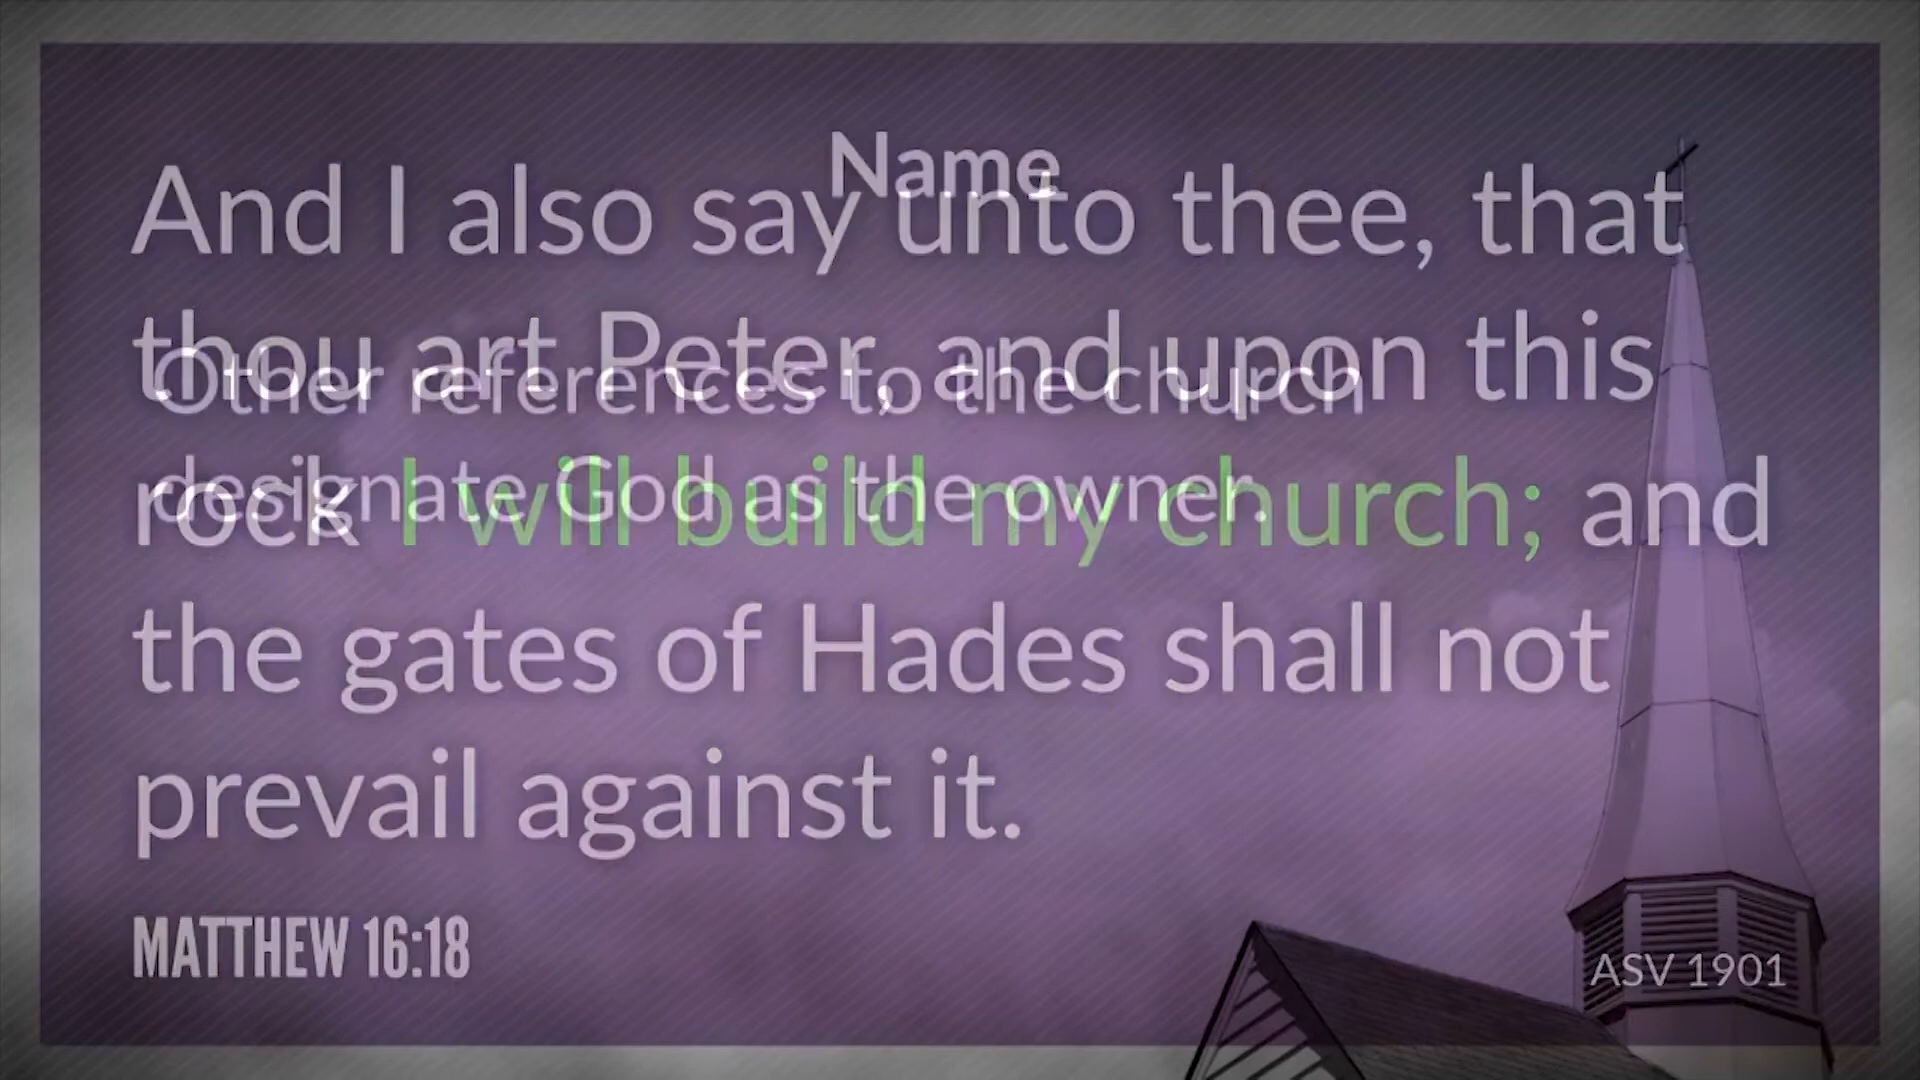 Name
And I also say unto thee, that
thou art Peter, and upon this
Other references to the church
rock I will build my church; and
designate God as the owner.
the gates of Hades shall not
prevail against it.
MATTHEW 16:18
ASV 1901